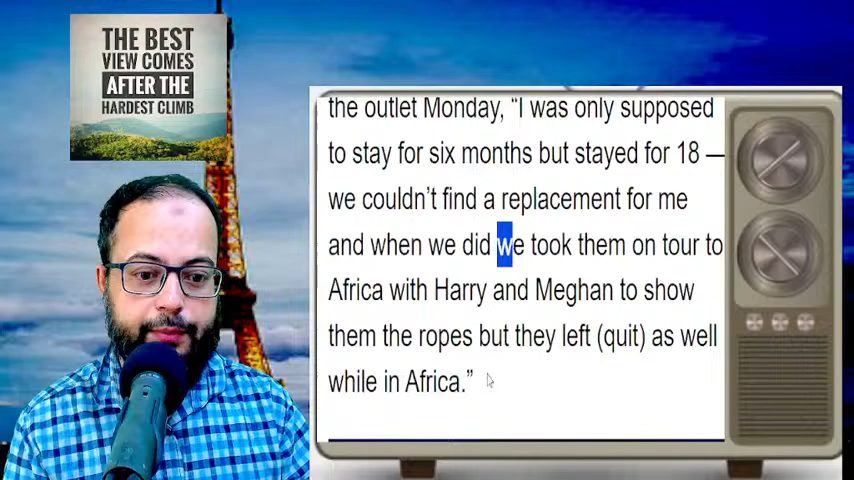 THE BEST
VIEW COMES
AFTER THE
HARDEST CLIMB
the outlet Monday, “I was only supposed
to stay for six months but stayed for 18 —
we couldn’t find a replacement for me
and when we did we took them on tour to
Africa with Harry and Meghan to show
them the ropes but they left (quit) as well
while in Africa.”